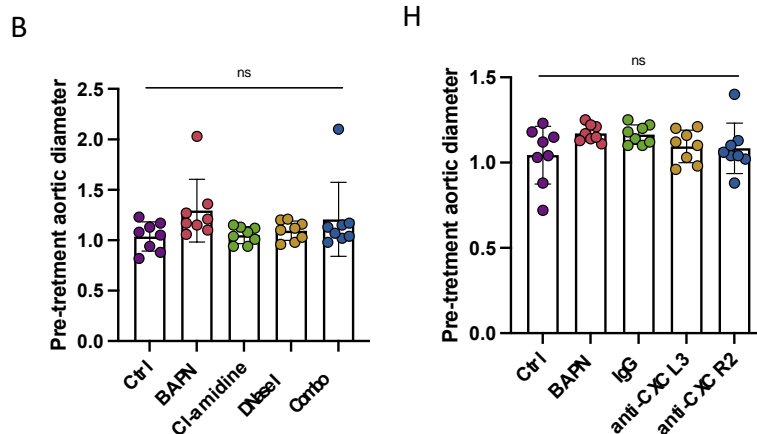 B
ns
Pre-tretment aortic diameter
2.5
2.0
1.5
1.0
0.5
0.0
Ctrl
BAPN
Cl-amidine
DNaseI
Combo
H
ns
Pre-tretment aortic diameter
1.5
1.0
0.5
0.0
Ctrl
BAPN
IgG
anti-CXCL3
anti-CXCR2